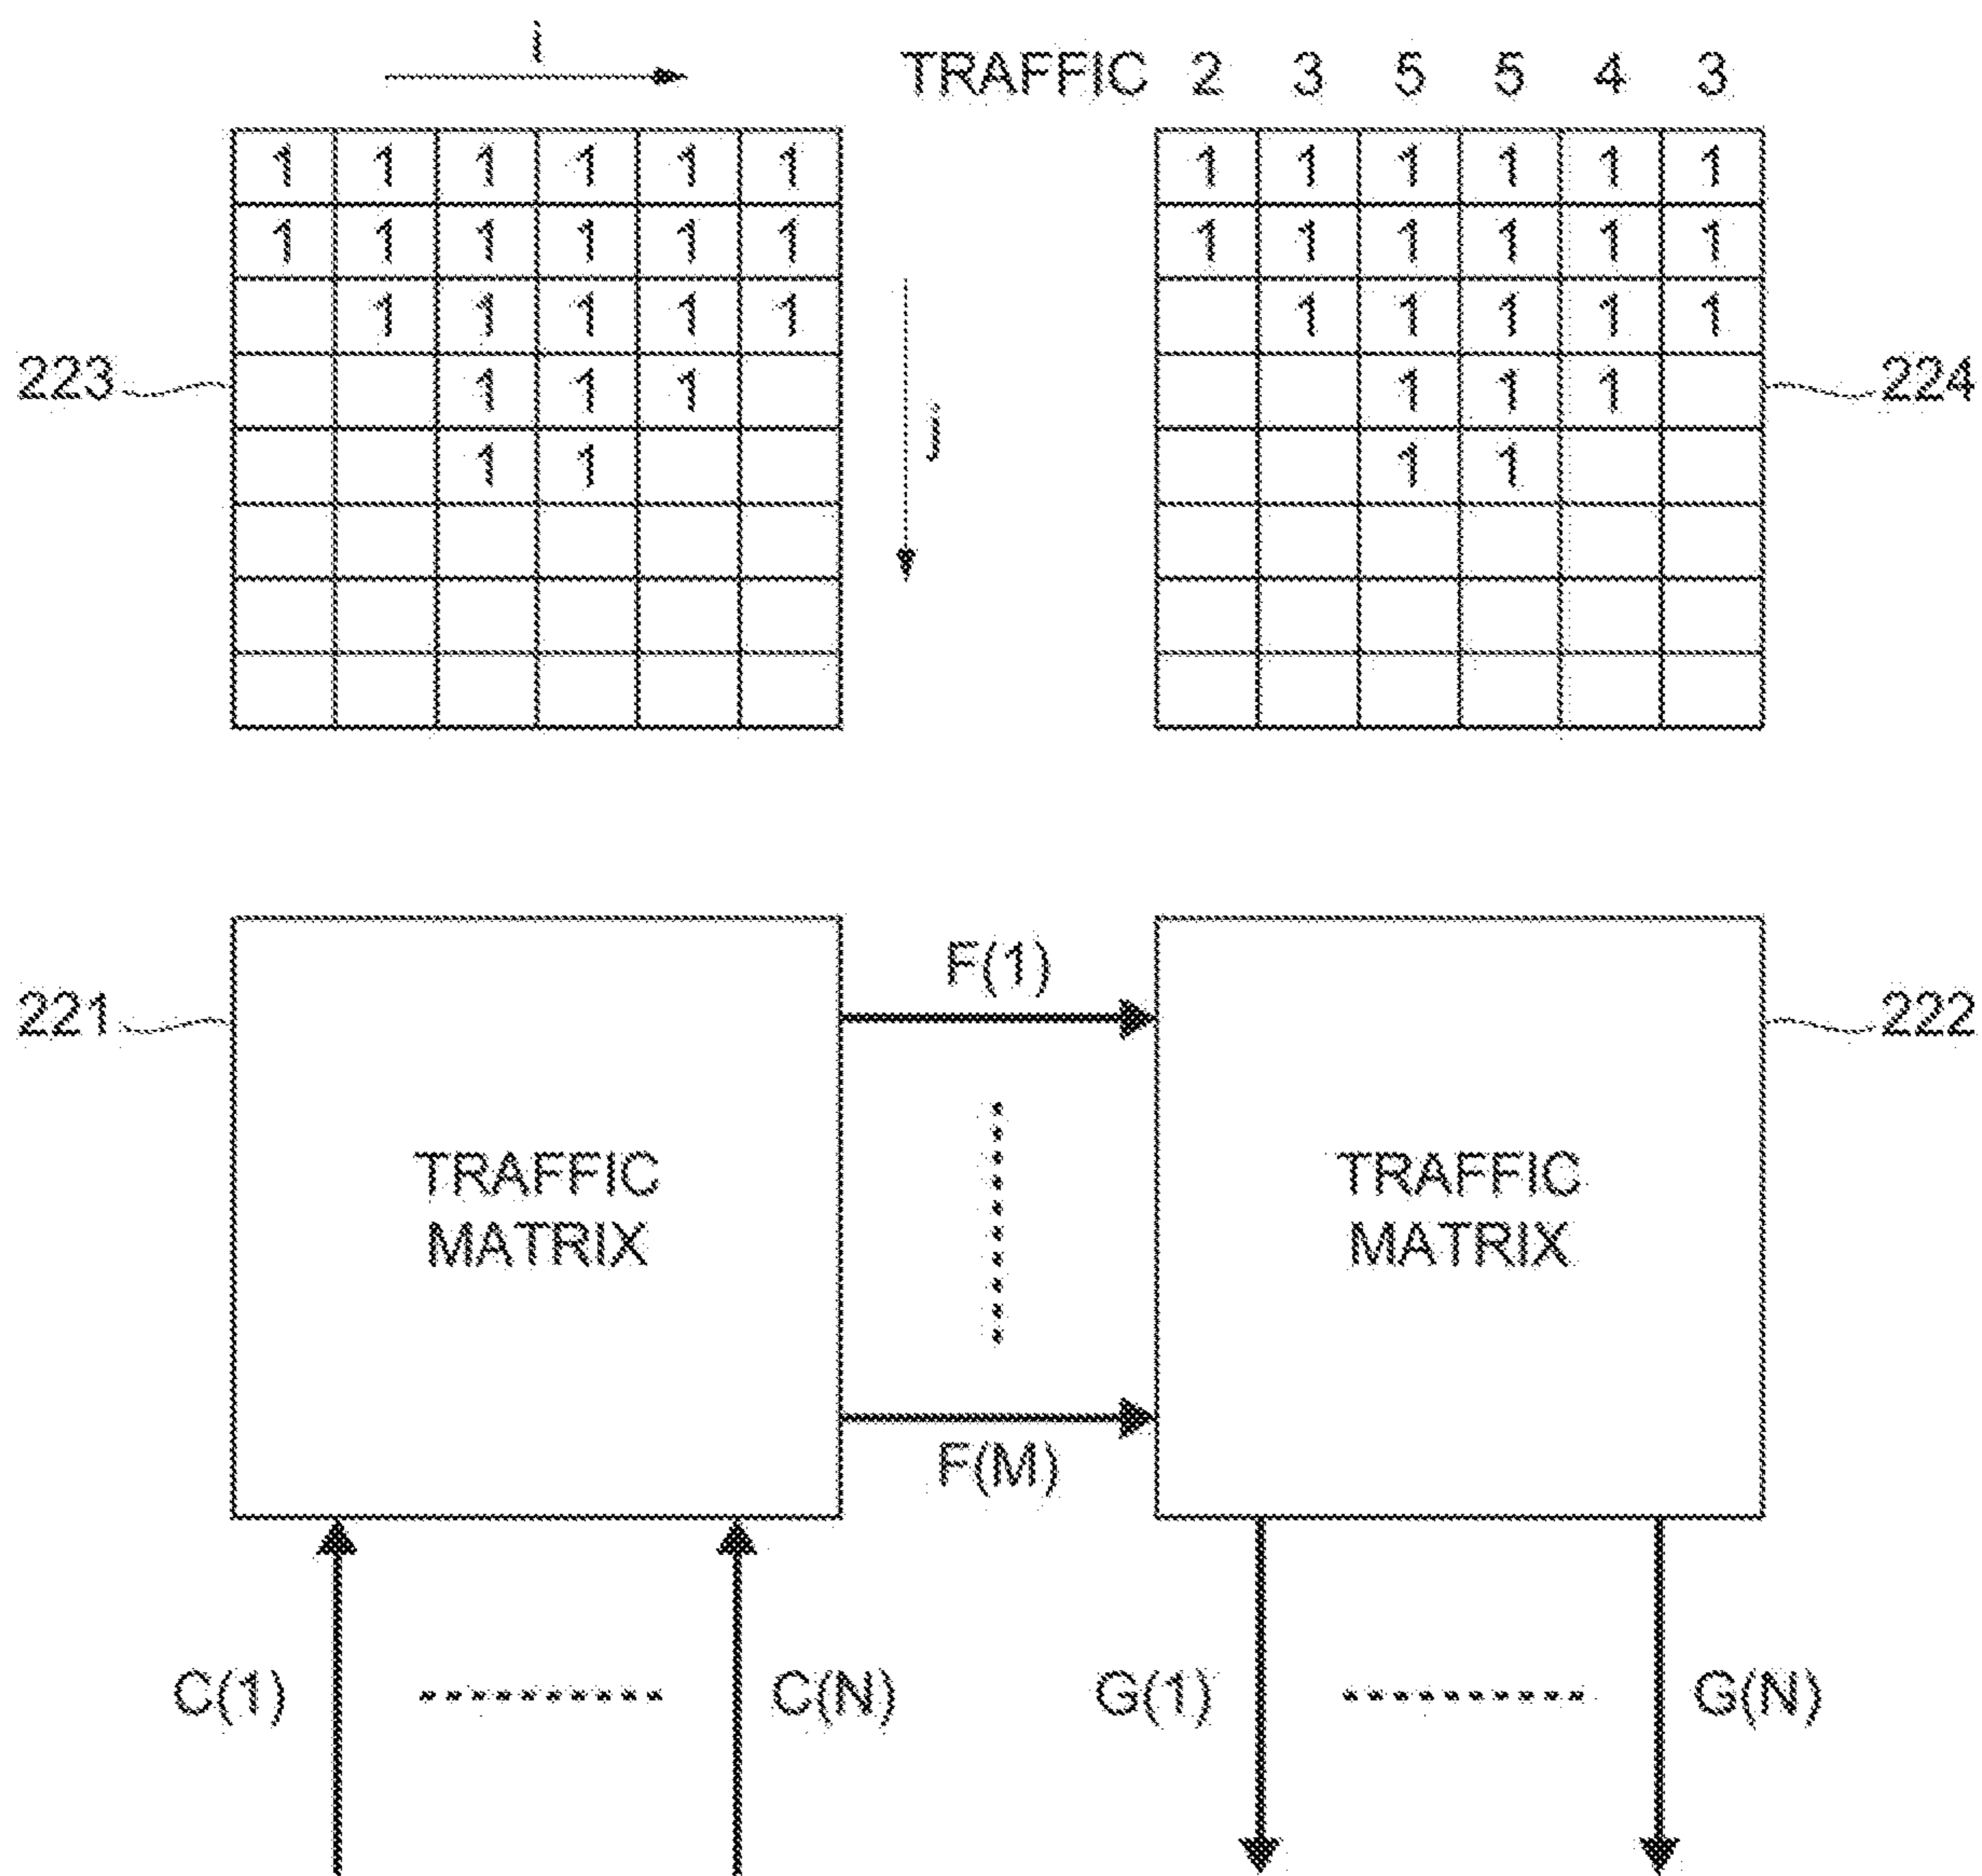 i
TRAFFIC 2 3 5 5 4 3
1 1 1 1 1 1
1 1 1 1 1 1
1 1 1 1 1
1 1 1
1 1
j
1 1 1 1 1 1
1 1 1 1 1 1
1 1 1 1 1
1 1 1
1 1
223
224
221
TRAFFIC
MATRIX
F(1)
F(M)
TRAFFIC
MATRIX
222
C(1)
C(N)
G(1)
G(N)